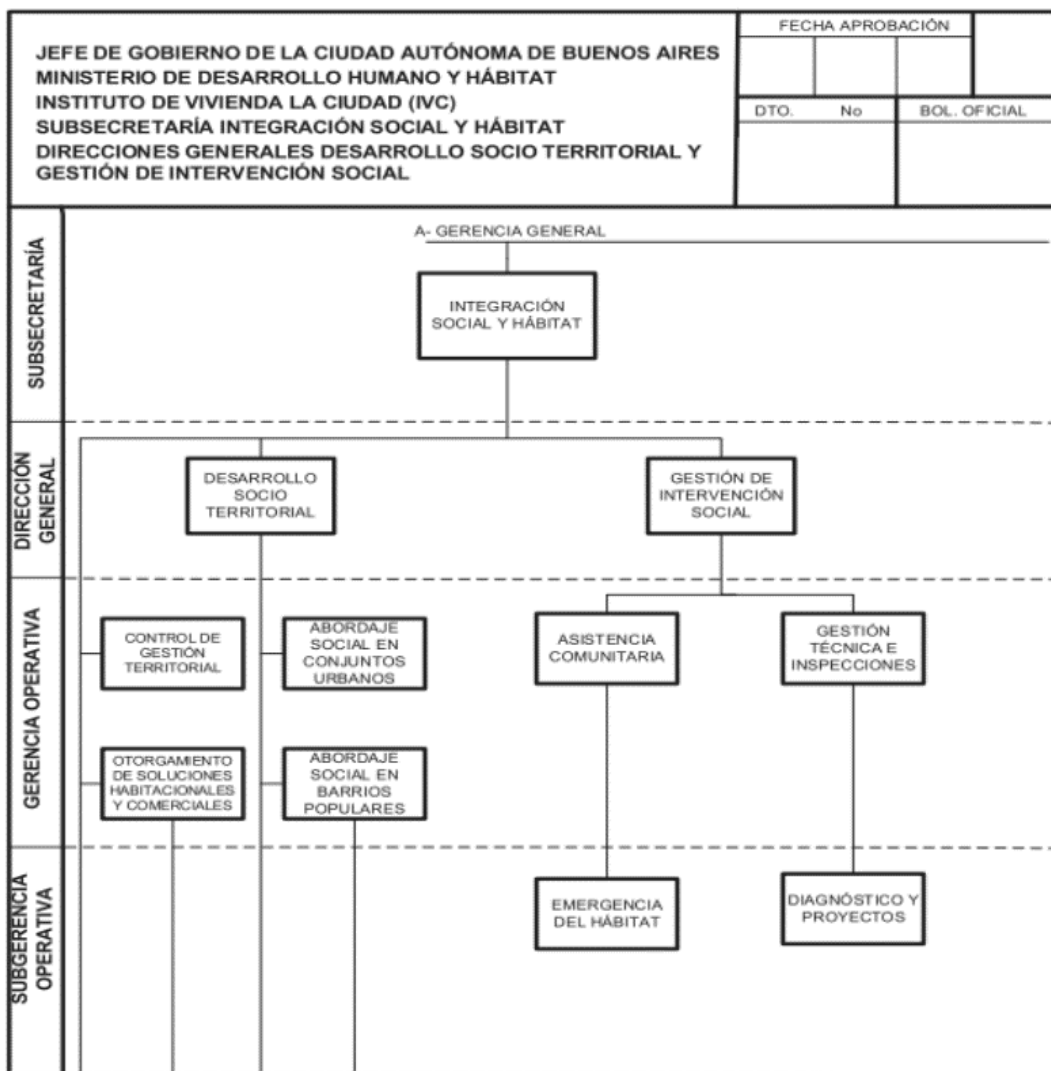 JEFE DE GOBIERNO DE LA CIUDAD AUTÓNOMA DE BUENOS AIRES
MINISTERIO DE DESARROLLO HUMANO Y HÁBITAT
INSTITUTO DE VIVIENDA LA CIUDAD (IVC)
SUBSECRETARÍA INTEGRACIÓN SOCIAL Y HÁBITAT
DIRECCIONES GENERALES DESARROLLO SOCIO TERRITORIAL Y
GESTIÓN DE INTERVENCIÓN SOCIAL
FECHA APROBACIÓN
DTO. No
BOL. OFICIAL
SUBSECRETARÍA
A- GERENCIA GENERAL
INTEGRACIÓN
SOCIAL Y HÁBITAT
DIRECCIÓN
GENERAL
DESARROLLO
SOCIO
TERRITORIAL
GESTIÓN DE
INTERVENCIÓN
SOCIAL
GERENCIA OPERATIVA
CONTROL DE
GESTIÓN
TERRITORIAL
ABORDAJE
SOCIAL EN
CONJUNTOS
URBANOS
ASISTENCIA
COMUNITARIA
GESTIÓN
TÉCNICA E
INSPECCIONES
OTORGAMIENTO
DE SOLUCIONES
HABITACIONALES
Y COMERCIALES
ABORDAJE
SOCIAL EN
BARRIOS
POPULARES
SUBGERENCIA
OPERATIVA
EMERGENCIA
DEL HÁBITAT
DIAGNÓSTICO Y
PROYECTOS